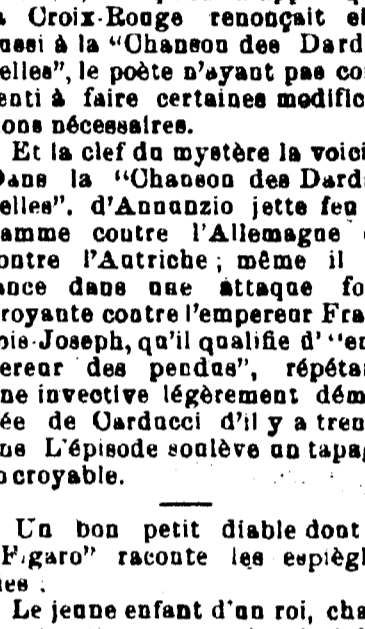 a Croix-Rouge renonçait e
ussi à la "Chanson des Dard
elles", le poète n'ayant pas co
enti à faire certaines modific
ions nécessaires.
Et la clef du mystère la voici
Dans la "Chanson des Dard
elles". d'Annunzio jette feu
amme contre l'Allemagne
ontre l'Autriche ; même il
ance dans une attaque fo
royante contre l'empereur Fra
ois-Joseph, qu'il qualifie d' "e
ereur des pendus", répéta
ne invective légèrement dém
ée de Carducci d'il y a tren
ns L'épisode soulève un tapa
croyable.
Un bon petit diable dont
"Figaro" raconte les espiègl
es :
Le jeune enfant d'un roi, cha